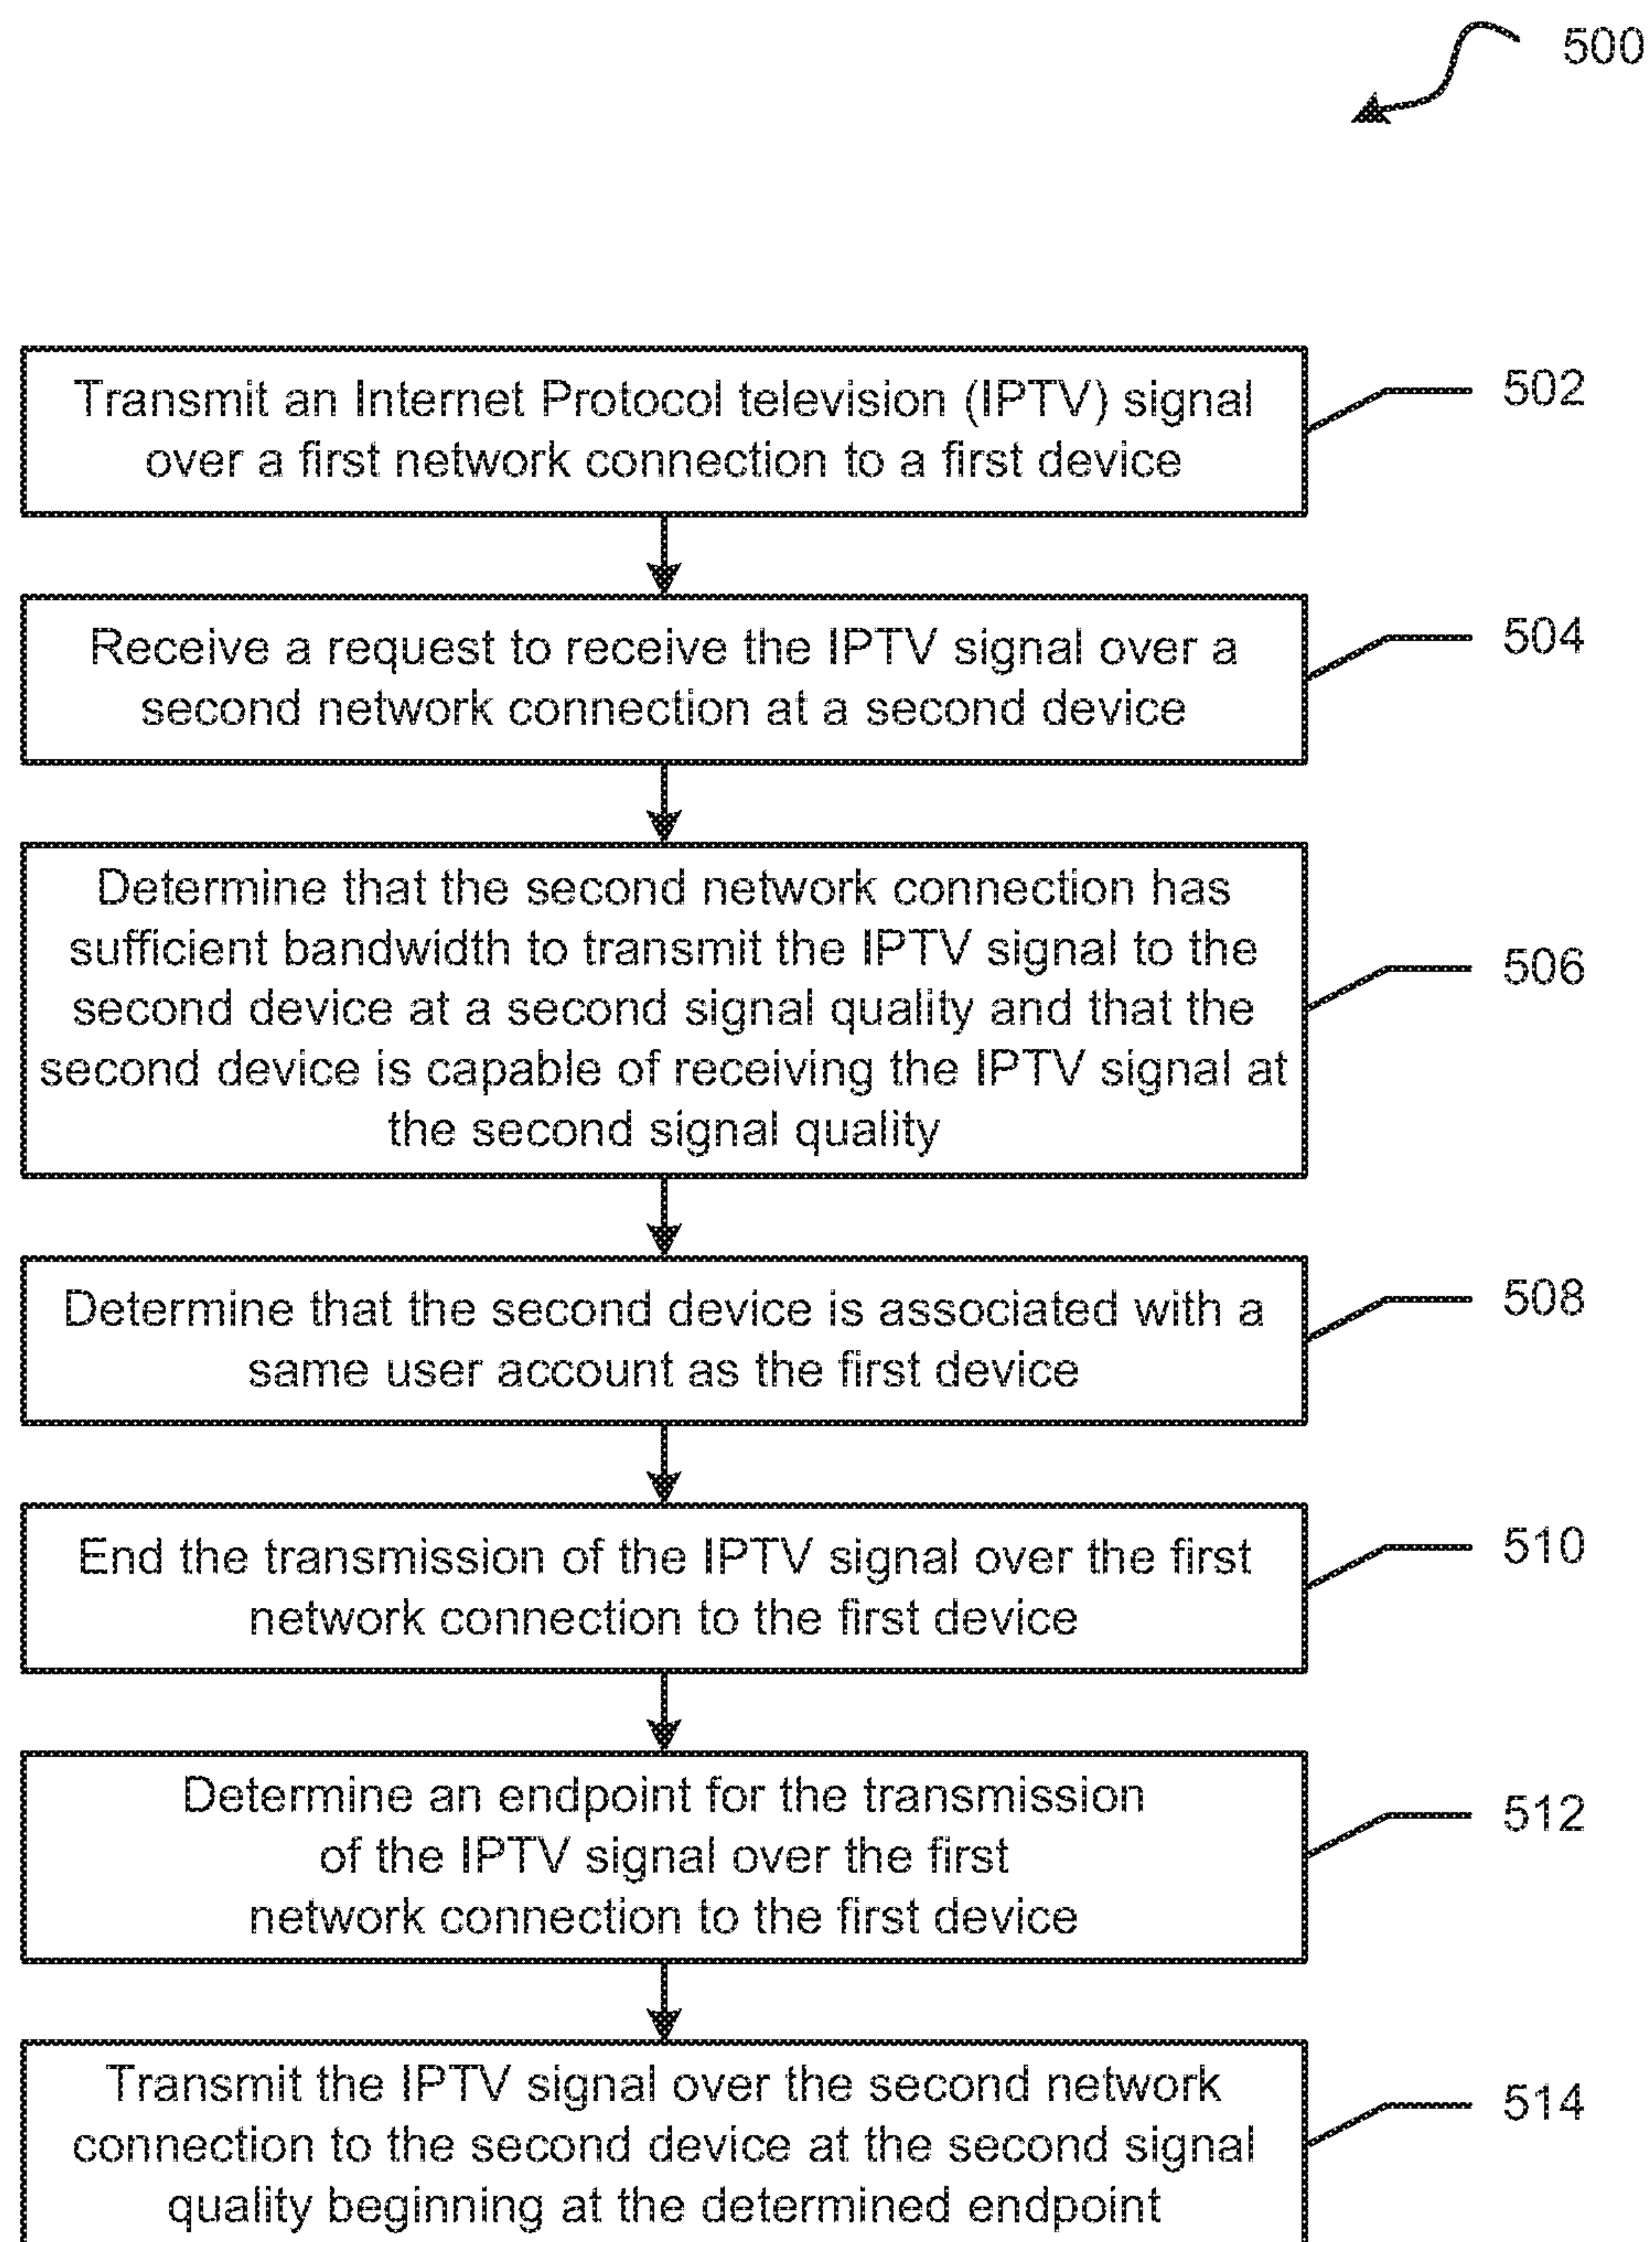 500
Transmit an Internet Protocol television (IPTV) signal
over a first network connection to a first device
502
Receive a request to receive the IPTV signal over a
second network connection at a second device
504
Determine that the second network connection has
sufficient bandwidth to transmit the IPTV signal to the
second device at a second signal quality and that the
second device is capable of receiving the IPTV signal at
the second signal quality
506
Determine that the second device is associated with a
same user account as the first device
508
End the transmission of the IPTV signal over the first
network connection to the first device
510
Determine an endpoint for the transmission
of the IPTV signal over the first
network connection to the first device
512
Transmit the IPTV signal over the second network
connection to the second device at the second signal
quality beginning at the determined endpoint
514